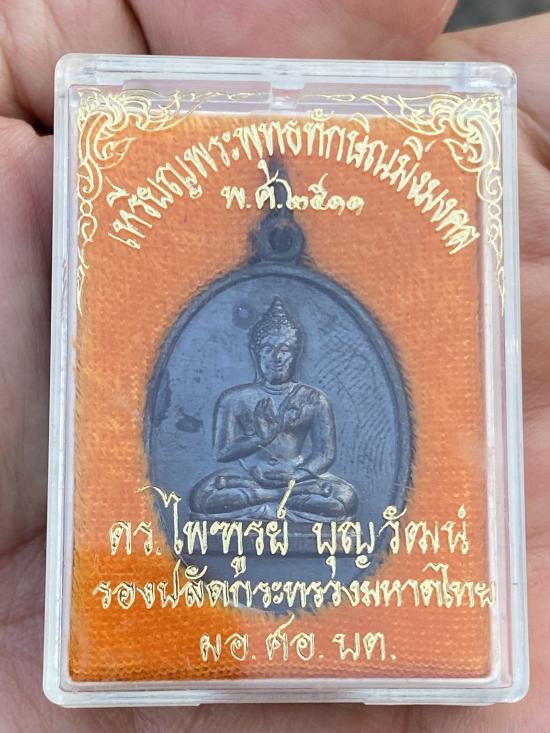 เหรียญพระพุทธทักษิณมิ่งมงคล
พ.ศ.๒๕๑๑
ดร.ไพฑูรย์ บุญวัฒน์
รองปลัดกระทรวงมหาดไทย
ผอ.ศอ.บต.